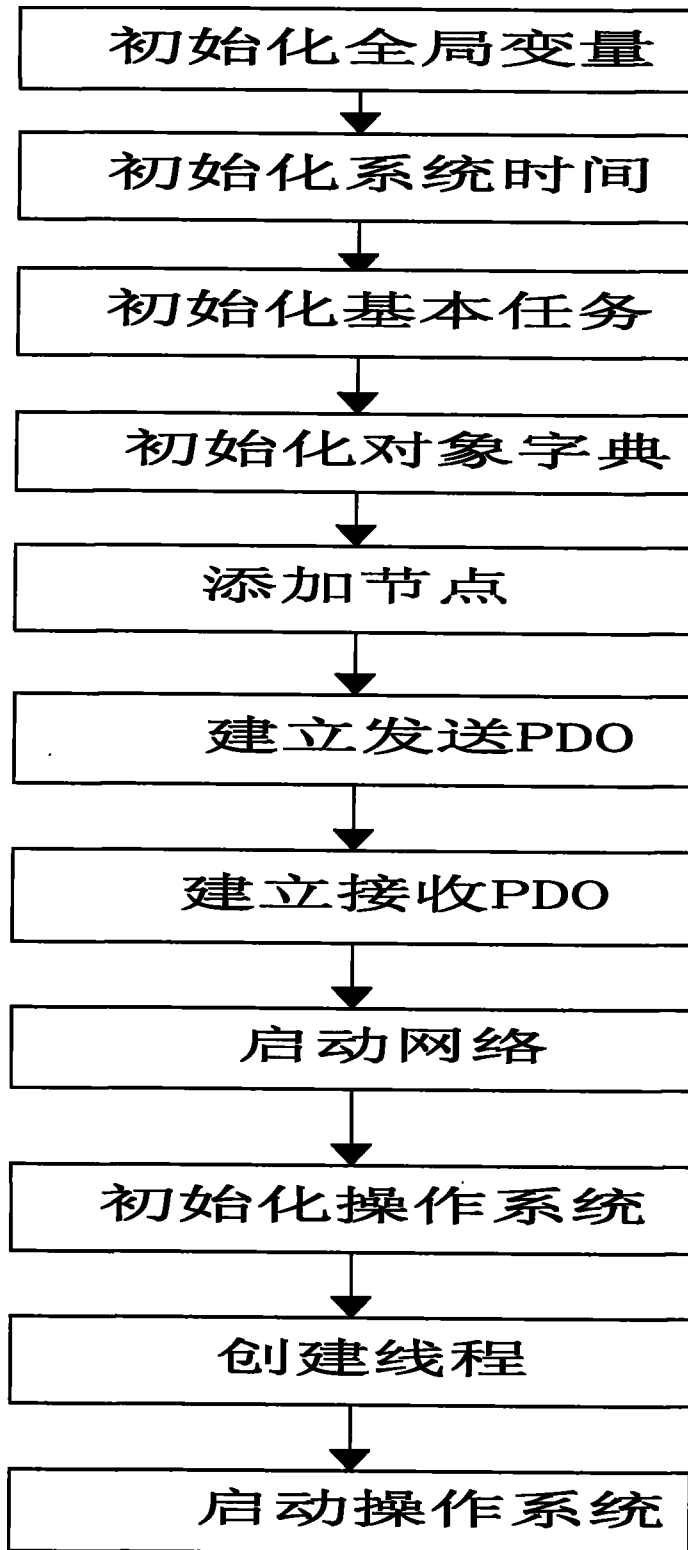 初始化全局变量
初始化系统时间
初始化基本任务
初始化对象字典
添加节点
建立发送PDO
建立接收PDO
启动网络
初始化操作系统
创建线程
启动操作系统